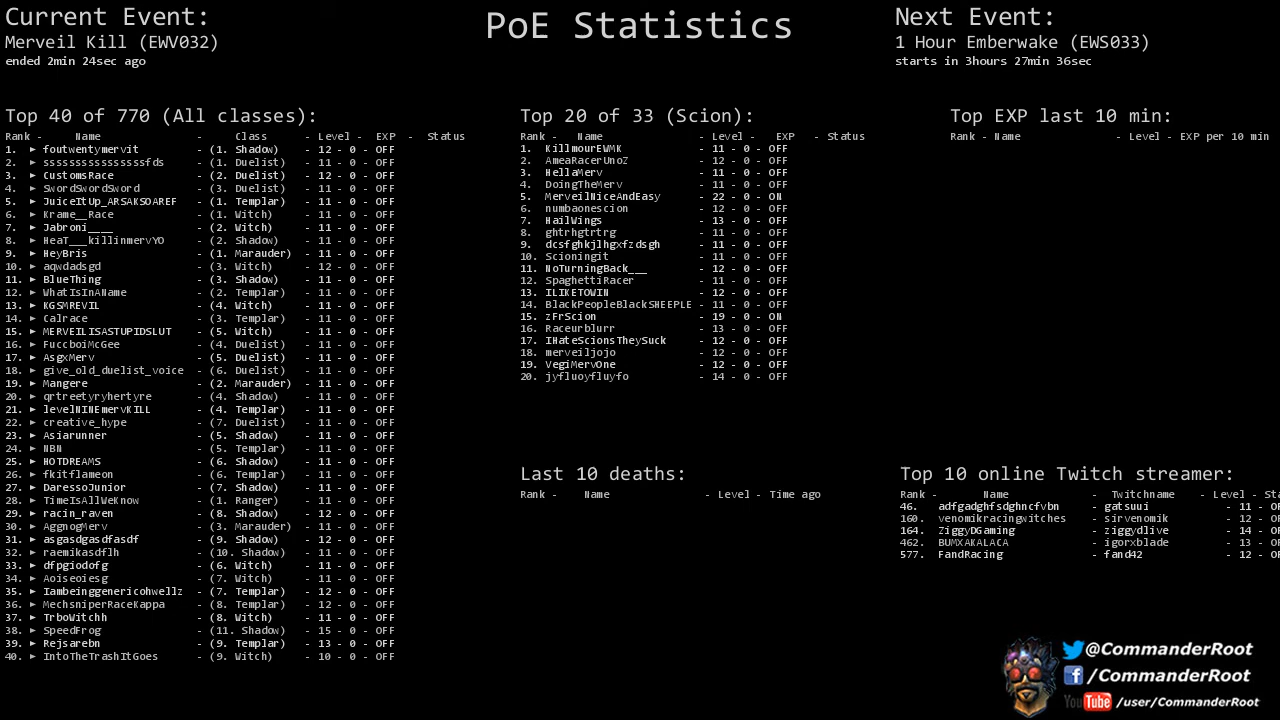 Current Event:
Merveil Kill (EWV032)
ended 2min 24sec ago
PoE Statistics
Next Event:
1 Hour Emberwake (EWS033)
starts in 3hours 27min 36sec
Top 40 of 770 (All classes):
Rank - Name - Class - Level - EXP - Status
1. ► foutwentymervit - (1. Shadow) - 12 - 0 - OFF
2. ► sssssssssssssssssfds - (1. Duelist) - 11 - 0 - OFF
3. ► CustomsRace - (2. Duelist) - 12 - 0 - OFF
4. ► SwordSwordSword - (3. Duelist) - 11 - 0 - OFF
5. ► JuiceItUp_ARSAKSOAREF - (1. Templar) - 11 - 0 - OFF
6. ► Krame__Race - (1. Witch) - 11 - 0 - OFF
7. ► Jabroni____ - (2. Witch) - 11 - 0 - OFF
8. ► HeaT___killinmervYO - (2. Shadow) - 11 - 0 - OFF
9. ► HeyBris - (1. Marauder) - 11 - 0 - OFF
10. ► aqwdadsgd - (3. Witch) - 12 - 0 - OFF
11. ► BlueThing - (3. Shadow) - 11 - 0 - OFF
12. ► WhatIsInAName - (2. Templar) - 11 - 0 - OFF
13. ► KGSMREVIL - (4. Witch) - 11 - 0 - OFF
14. ► Calrace - (3. Templar) - 11 - 0 - OFF
15. ► MERVEILISASTUPIDSLUT - (5. Witch) - 11 - 0 - OFF
16. ► FuccboiMcGee - (4. Duelist) - 11 - 0 - OFF
17. ► AsgxMerv - (5. Duelist) - 11 - 0 - OFF
18. ► give_old_duelist_voice - (6. Duelist) - 11 - 0 - OFF
19. ► Mangere - (2. Marauder) - 11 - 0 - OFF
20. ► qrtreetyryhertyre - (4. Shadow) - 11 - 0 - OFF
21. ► levelNINEmervKILL - (4. Templar) - 11 - 0 - OFF
22. ► creative_hype - (7. Duelist) - 11 - 0 - OFF
23. ► Asiarunner - (5. Shadow) - 11 - 0 - OFF
24. ► NBN - (5. Templar) - 11 - 0 - OFF
25. ► HOTDREAMS - (6. Shadow) - 11 - 0 - OFF
26. ► fkitflameon - (6. Templar) - 11 - 0 - OFF
27. ► DaressoJunior - (7. Shadow) - 11 - 0 - OFF
28. ► TimeIsAllWeKnow - (1. Ranger) - 11 - 0 - OFF
29. ► racin_raven - (8. Shadow) - 12 - 0 - OFF
30. ► AggnogMerv - (3. Marauder) - 11 - 0 - OFF
31. ► asgasdgasdfasdf - (9. Shadow) - 12 - 0 - OFF
32. ► raemikasdflh - (10. Shadow) - 11 - 0 - OFF
33. ► dfpgiodofg - (6. Witch) - 12 - 0 - OFF
34. ► Aoiseoiesg - (7. Witch) - 11 - 0 - OFF
35. ► Iambeinggenericohwellz - (7. Templar) - 12 - 0 - OFF
36. ► MechsniperRaceKappa - (8. Templar) - 12 - 0 - OFF
37. ► TrboWitchh - (8. Witch) - 11 - 0 - OFF
38. ► SpeedFrog - (11. Shadow) - 15 - 0 - OFF
39. ► Rejsarebn - (9. Templar) - 13 - 0 - OFF
40. ► IntoTheTrashItGoes - (9. Witch) - 10 - 0 - OFF
Top 20 of 33 (Scion):
Rank - Name - Level - EXP - Status
1. KillmourEWMK - 11 - 0 - OFF
2. AmeaRacerUnoZ - 12 - 0 - OFF
3. HellaMerv - 11 - 0 - OFF
4. DoingTheMerv - 11 - 0 - OFF
5. MerveilNiceAndEasy - 22 - 0 - ON
6. numbaonescion - 12 - 0 - OFF
7. HailWings - 13 - 0 - OFF
8. ghtrhgtrtrg - 11 - 0 - OFF
9. dcsfghkjlhgxfzdsgh - 11 - 0 - OFF
10. Scioningit - 11 - 0 - OFF
11. NoTurningBack___ - 12 - 0 - OFF
12. SpaghettiRacer - 11 - 0 - OFF
13. ILIKETOWIN - 12 - 0 - OFF
14. BlackPeopleBlackSHEEPLE - 11 - 0 - OFF
15. zFrScion - 19 - 0 - ON
16. Raceurblurr - 13 - 0 - OFF
17. IHateScionsTheySuck - 12 - 0 - OFF
18. merveiljojo - 12 - 0 - OFF
19. VegiMervOne - 12 - 0 - OFF
20. jyfluoyfluyfo - 14 - 0 - OFF
Top EXP last 10 min:
Rank - Name - Level - EXP per 10 min
Last 10 deaths:
Rank - Name - Level - Time ago
Top 10 online Twitch streamer:
Rank - Name - Twitchname - Level - Sta
46. adfgadghfsdghncfvbn - gatsuui - 11 - OF
160. venomikracingwitches - sirvenomik - 12 - OF
164. ZiggyDGaming - ziggydlive - 14 - OF
462. BUMXAKALACA - igorxblade - 13 - OF
577. FandRacing - fand42 - 12 - OF
@CommanderRoot
/CommanderRoot
YouTube /user/CommanderRoot